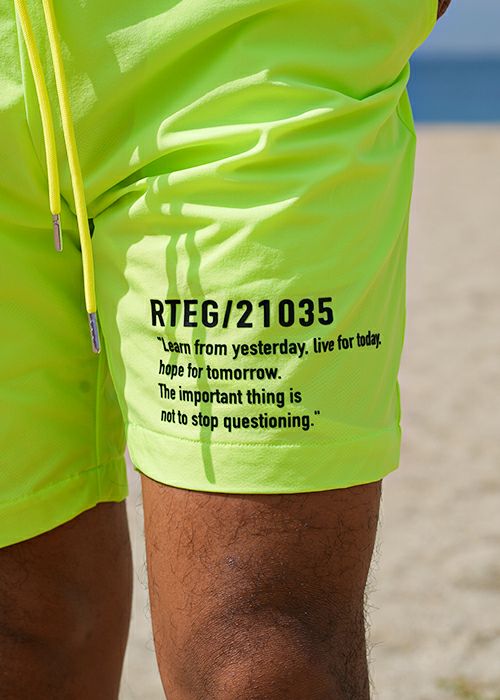 RTEG/21035
"Learn from yesterday, live for today.
hope for tomorrow.
The important thing is
not to stop questioning."